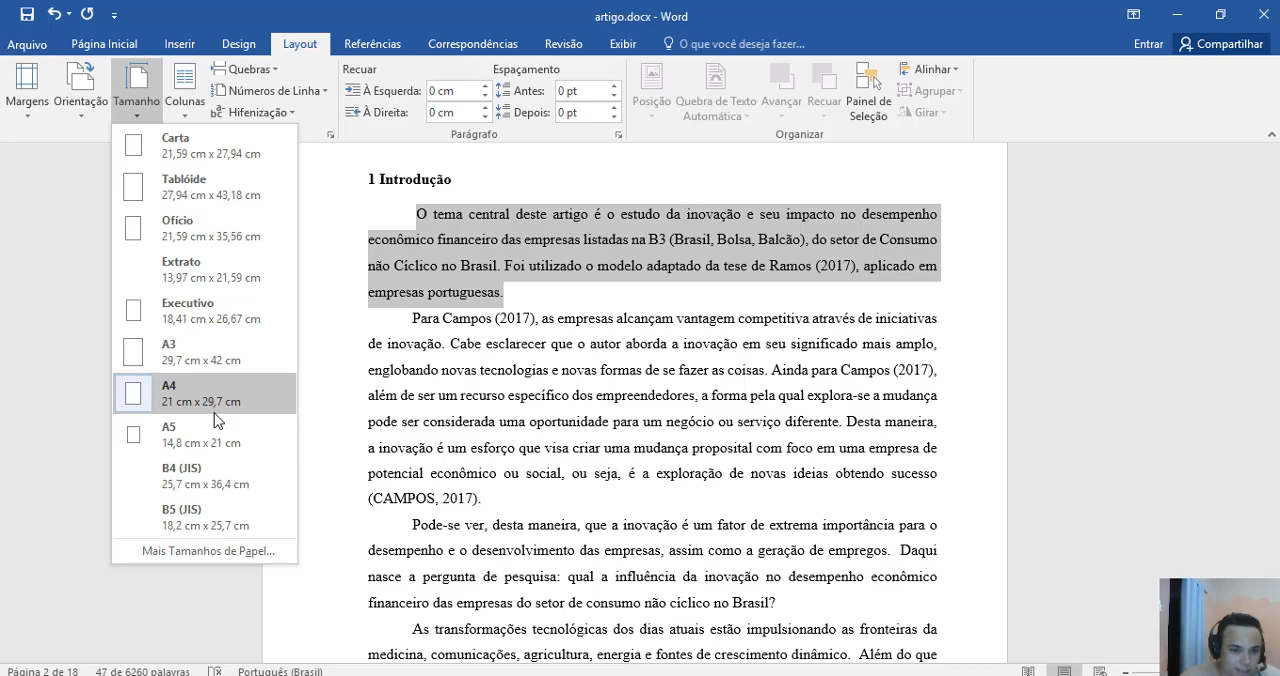 artigo.docx - Word
Arquivo Página Inicial Inserir Design Layout Referências Correspondências Revisão Exibir O que você deseja fazer... Entrar Compartilhar
Margens Orientação Tamanho Colunas
Quebras
Números de Linha
Hifenização
Recuar Espaçamento
À Esquerda: 0 cm Antes: 0 pt
À Direita: 0 cm Depois: 0 pt
Parágrafo
Posição Quebra de Texto Automática Avançar Recuar Painel de Seleção
Alinhar
Agrupar
Girar
Organizar
Carta
21,59 cm x 27,94 cm
Tablóide
27,94 cm x 43,18 cm
Ofício
21,59 cm x 35,56 cm
Extrato
13,97 cm x 21,59 cm
Executivo
18,41 cm x 26,67 cm
A3
29,7 cm x 42 cm
A4
21 cm x 29,7 cm
A5
14,8 cm x 21 cm
B4 (JIS)
25,7 cm x 36,4 cm
B5 (JIS)
18,2 cm x 25,7 cm
Mais Tamanhos de Papel...
1 Introdução
O tema central deste artigo é o estudo da inovação e seu impacto no desempenho
econômico financeiro das empresas listadas na B3 (Brasil, Bolsa, Balcão), do setor de Consumo
não Cíclico no Brasil. Foi utilizado o modelo adaptado da tese de Ramos (2017), aplicado em
empresas portuguesas.
Para Campos (2017), as empresas alcançam vantagem competitiva através de iniciativas
de inovação. Cabe esclarecer que o autor aborda a inovação em seu significado mais amplo,
englobando novas tecnologias e novas formas de se fazer as coisas. Ainda para Campos (2017),
além de ser um recurso específico dos empreendedores, a forma pela qual explora-se a mudança
pode ser considerada uma oportunidade para um negócio ou serviço diferente. Desta maneira,
a inovação é um esforço que visa criar uma mudança proposital com foco em uma empresa de
potencial econômico ou social, ou seja, é a exploração de novas ideias obtendo sucesso
(CAMPOS, 2017).
Pode-se ver, desta maneira, que a inovação é um fator de extrema importância para o
desempenho e o desenvolvimento das empresas, assim como a geração de empregos. Daqui
nasce a pergunta de pesquisa: qual a influência da inovação no desempenho econômico
financeiro das empresas do setor de consumo não cíclico no Brasil?
As transformações tecnológicas dos dias atuais estão impulsionando as fronteiras da
medicina, comunicações, agricultura, energia e fontes de crescimento dinâmico. Além do que
Página 2 de 18 47 de 6260 palavras Português (Brasil)